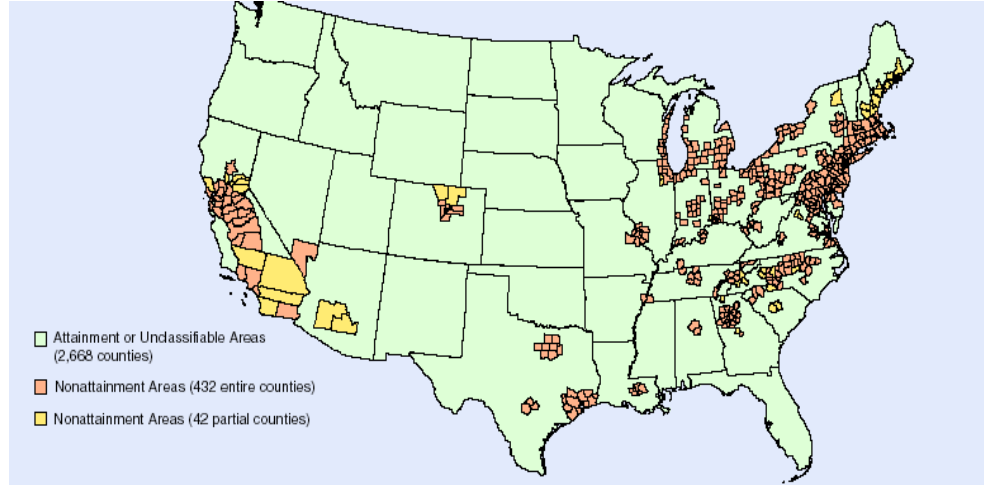 Attainment or Unclassifiable Areas
(2,668 counties)
Nonattainment Areas (432 entire counties)
Nonattainment Areas (42 partial counties)